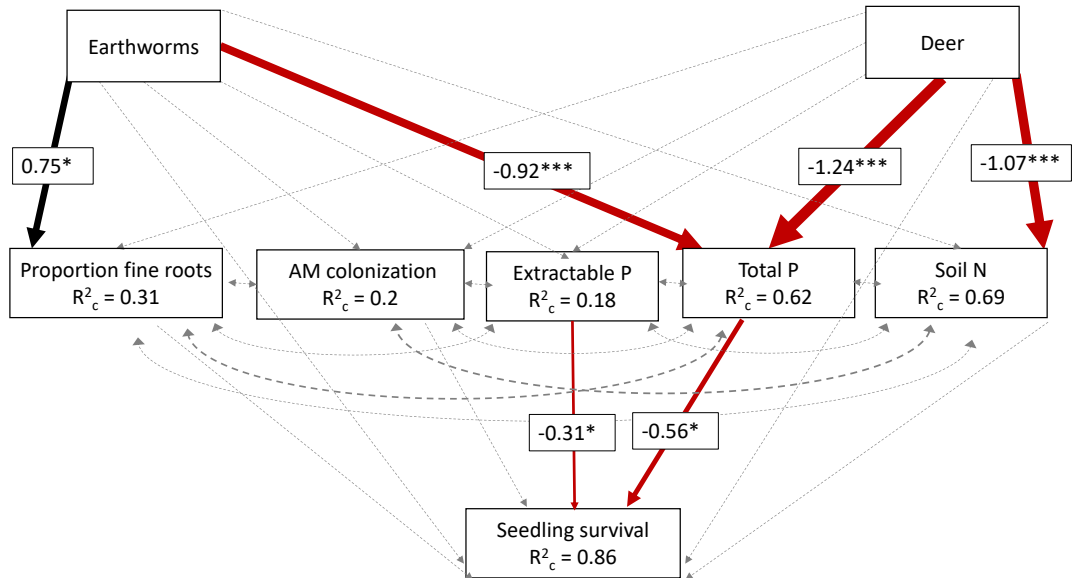 Earthworms
Deer
0.75*
-0.92***
-1.24***
-1.07***
Proportion fine roots
R²c = 0.31
AM colonization
R²c = 0.2
Extractable P
R²c = 0.18
Total P
R²c = 0.62
Soil N
R²c = 0.69
-0.31*
-0.56*
Seedling survival
R²c = 0.86